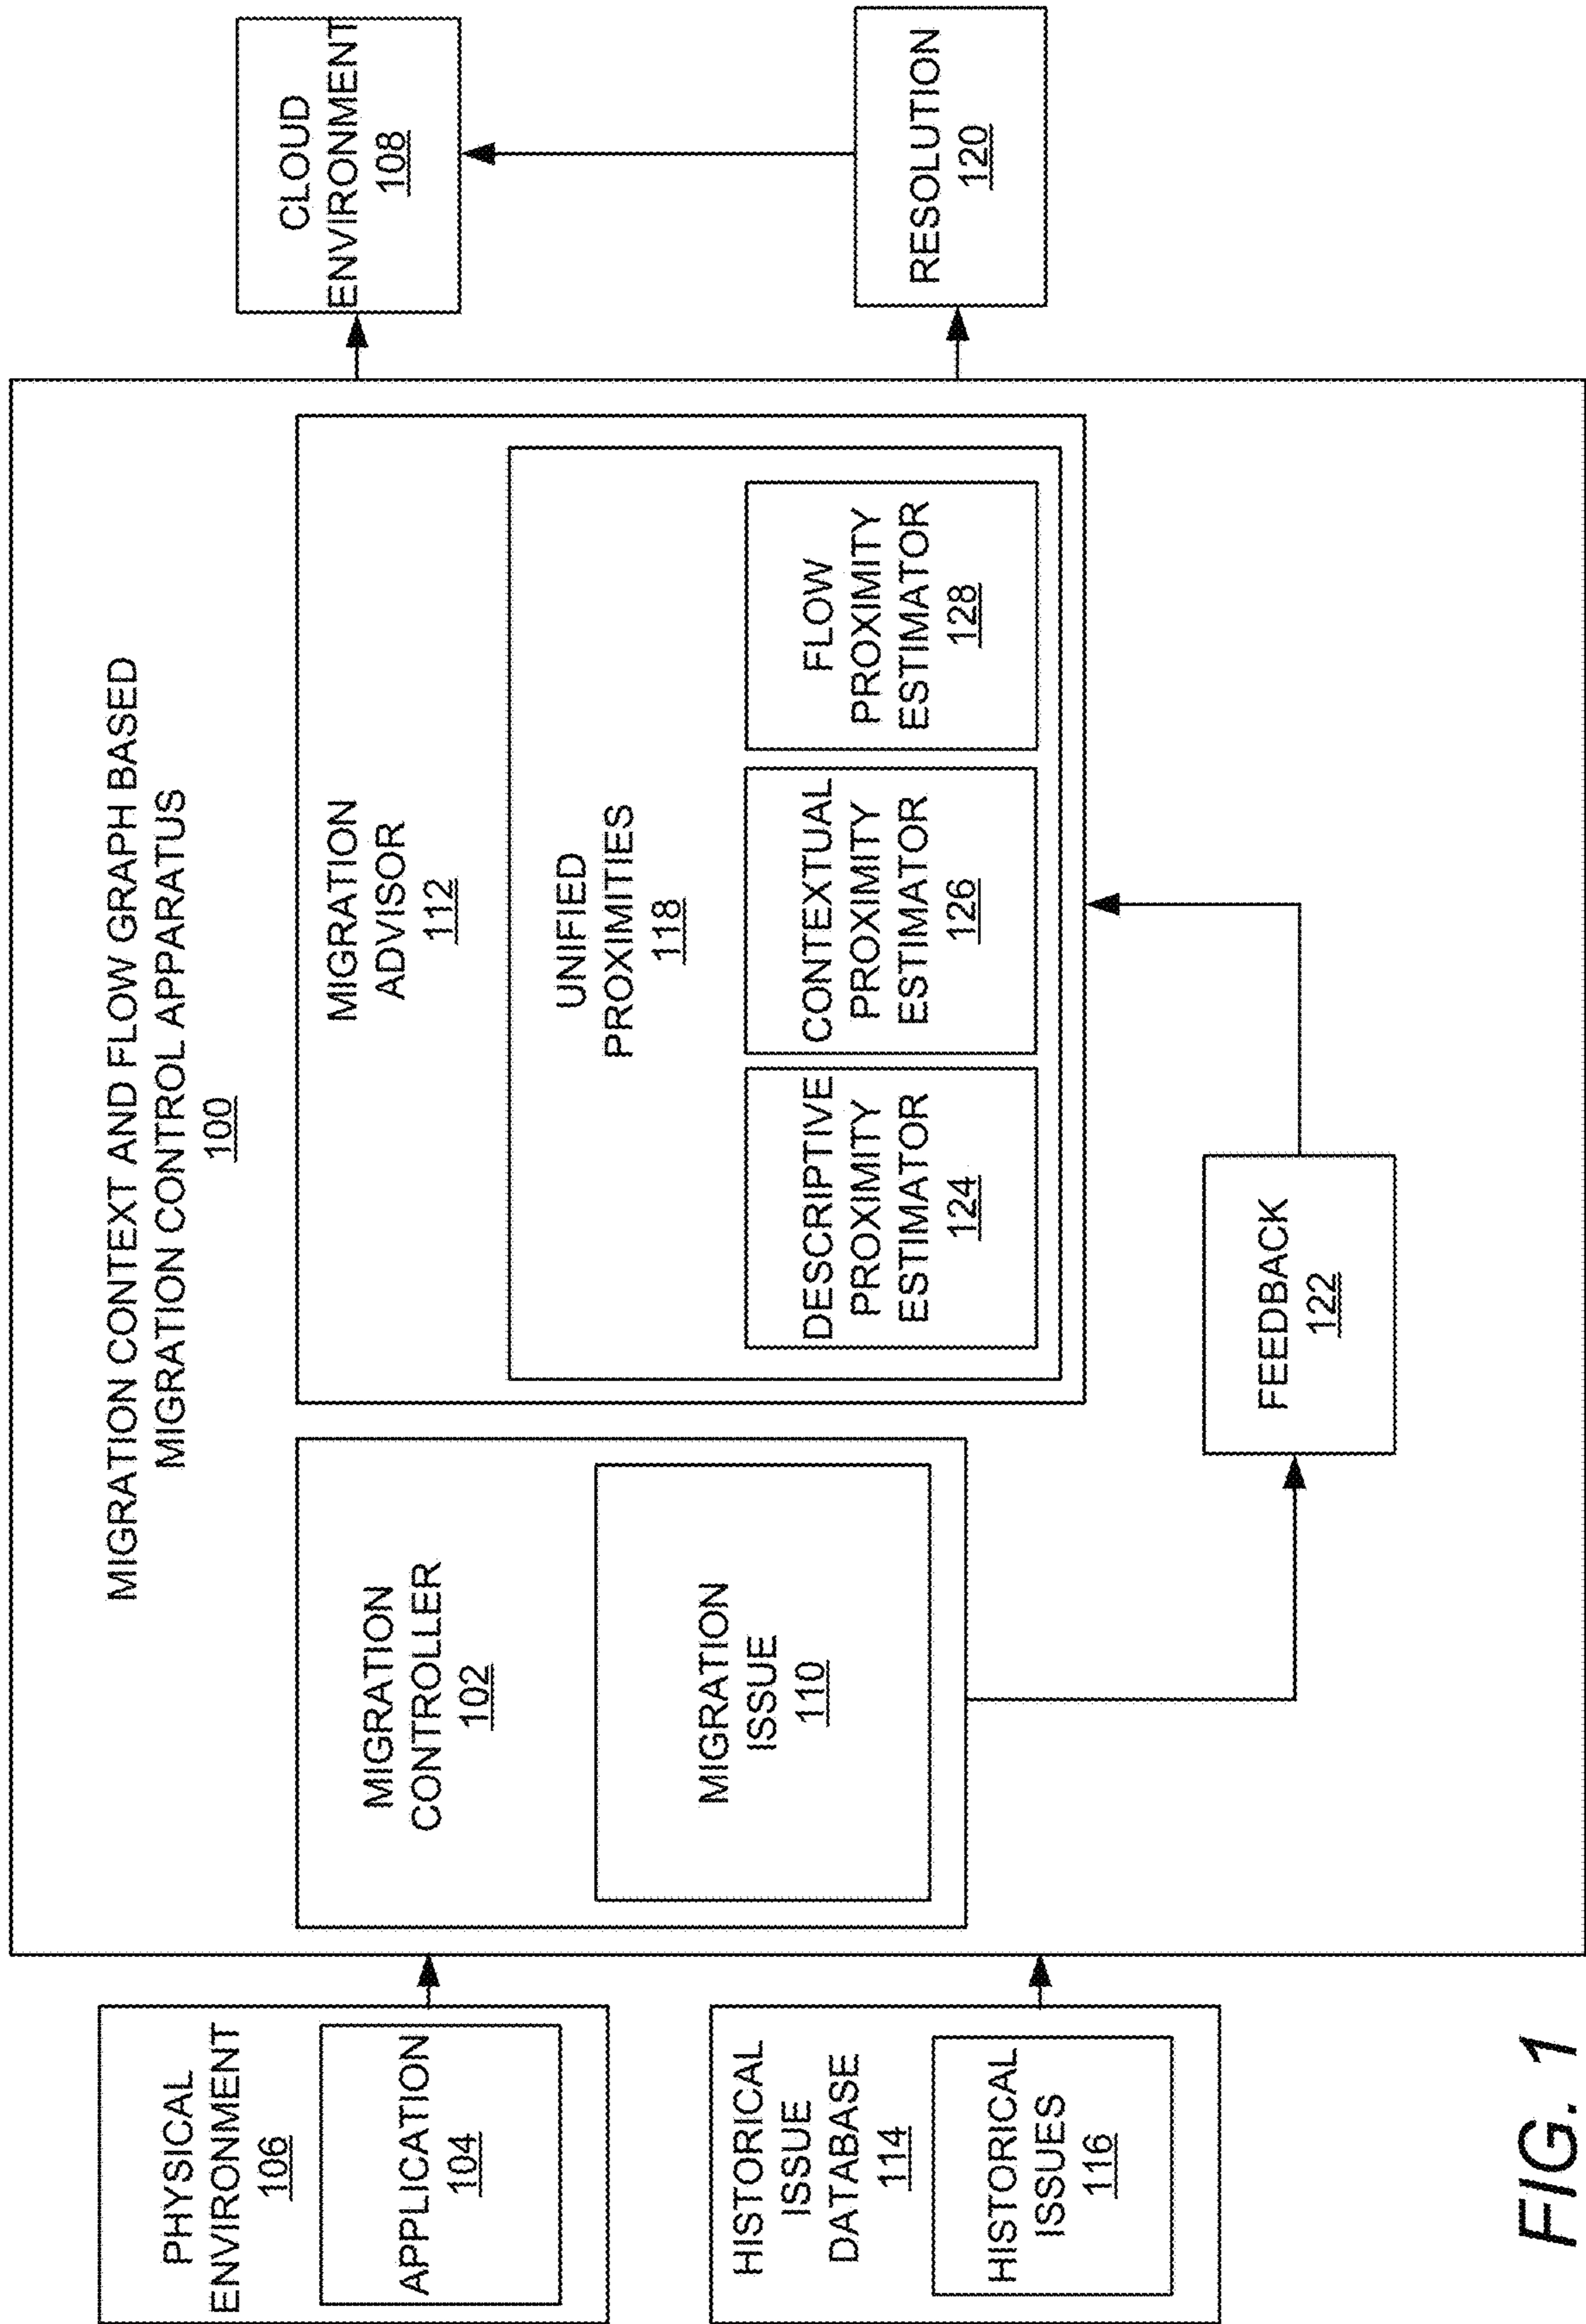 MIGRATION CONTEXT AND FLOW GRAPH BASED
MIGRATION CONTROL APPARATUS
100
PHYSICAL
ENVIRONMENT
106
APPLICATION
104
HISTORICAL
ISSUE
DATABASE
114
HISTORICAL
ISSUES
116
MIGRATION
CONTROLLER
102
MIGRATION
ISSUE
110
MIGRATION
ADVISOR
112
UNIFIED
PROXIMITIES
118
DESCRIPTIVE
PROXIMITY
ESTIMATOR
124
CONTEXTUAL
PROXIMITY
ESTIMATOR
126
FLOW
PROXIMITY
ESTIMATOR
128
FEEDBACK
122
CLOUD
ENVIRONMENT
108
RESOLUTION
120
FIG. 1